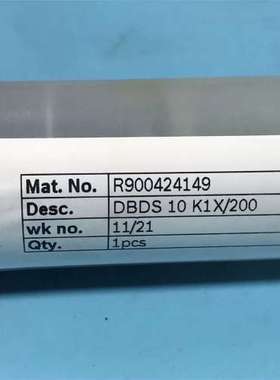 Mat. No. R900424149
Desc. DBDS 10 K1X/200
wk no. 11/21
Qty. 1pcs